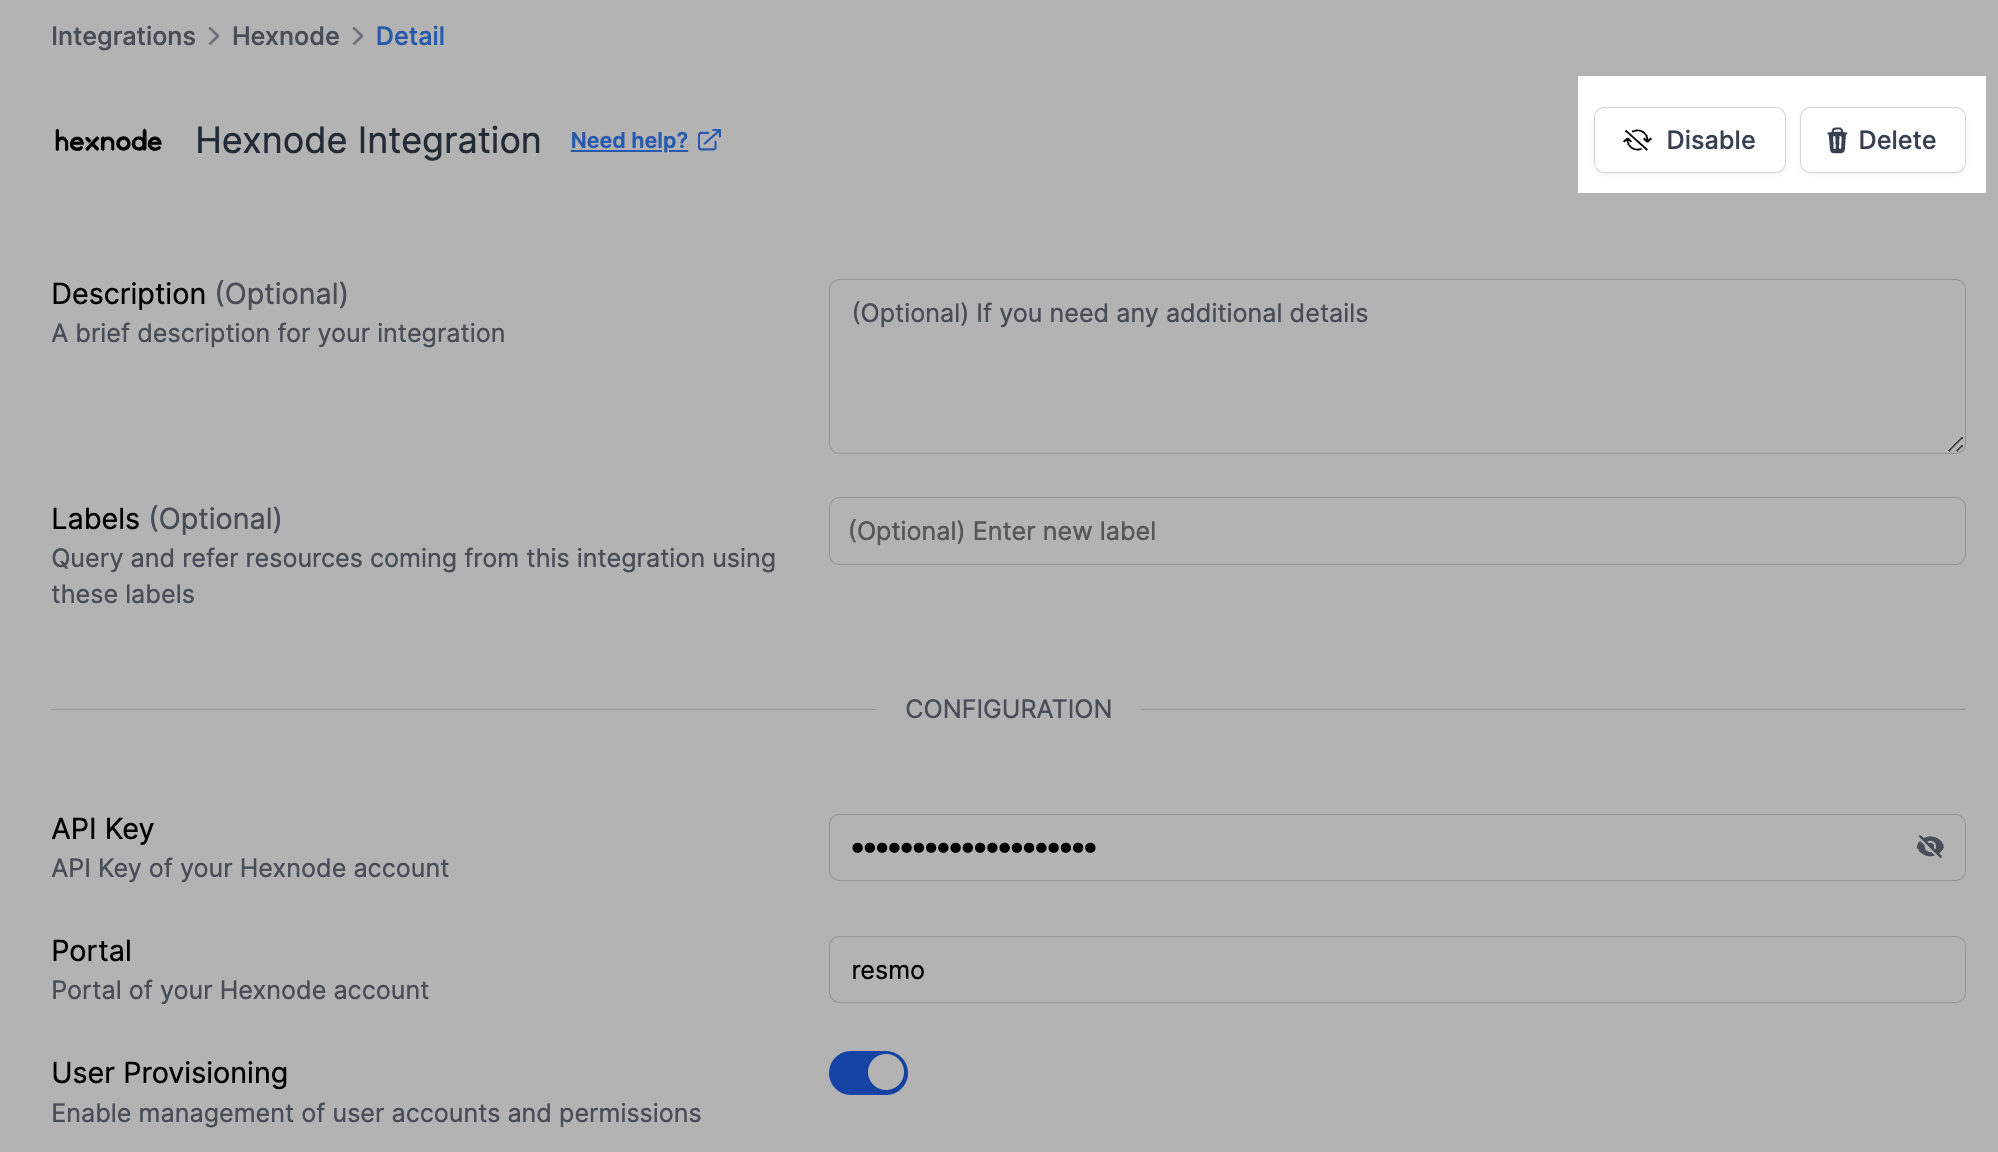 Integrations > Hexnode > Detail
hexnode Hexnode Integration Need help? Disable Delete
Description (Optional)
A brief description for your integration
(Optional) If you need any additional details
Labels (Optional)
Query and refer resources coming from this integration using
these labels
(Optional) Enter new label
CONFIGURATION
API Key
API Key of your Hexnode account
••••••••••••••••••••
Portal
Portal of your Hexnode account
resmo
User Provisioning
Enable management of user accounts and permissions